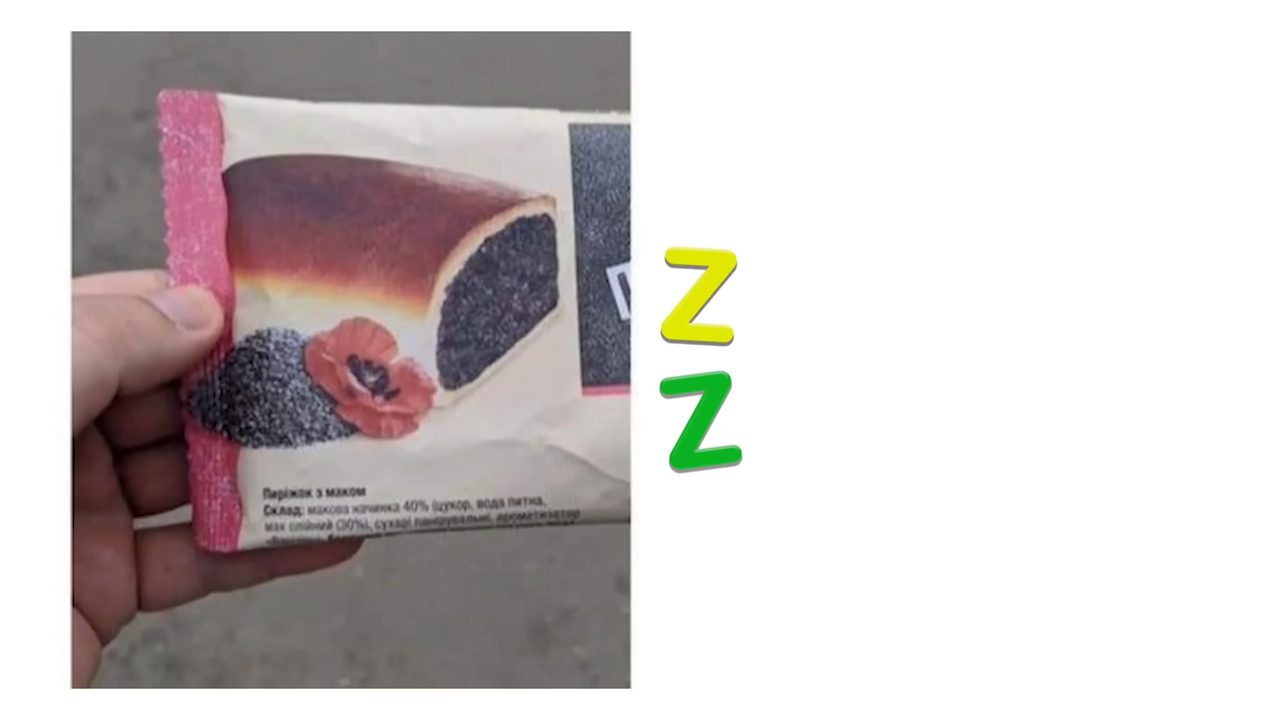 Z
Z
Пиріжок з маком
Склад: макова начинка 40% (цукор, вода питна,
мак олійний (30%), сухарі панірувальні, ароматизатор